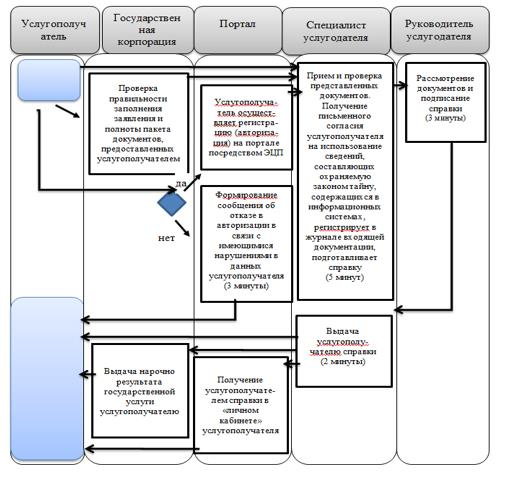 Услугополуч
атель
Государствен
ная
корпорация
Портал
Специалист
услугодателя
Руководитель
услугодателя
Проверка
правильности
заполнения
заявления и
полноты пакета
документов,
предоставленных
услугополучателем
Услугополуча-
тель осущест-
вляет регистра-
цию (авториза-
ция) на портале
посредством ЭЦП
Прием и проверка
представленных
документов.
Получение
письменного
согласия
услугополучателя
на использование
сведений,
составляющих
охраняемую
законом тайну,
содержащихся в
информационных
системах,
регистрирует в
журнале входящей
документации,
подготавливает
справку
(5 минут)
Рассмотрение
документов и
подписание
справки
(3 минуты)
да
нет
Формирование
сообщения об
отказе в
авторизации в
связи с
имеющимися
нарушениями в
данных
услугополучателя
(3 минуты)
Выдача
услугополу-
чателю справки
(2 минуты)
Выдача нарочно
результата
государственной
услуги
услугополучателю
Получение
услугополучате-
лем справки в
«личном
кабинете»
услугополучателя